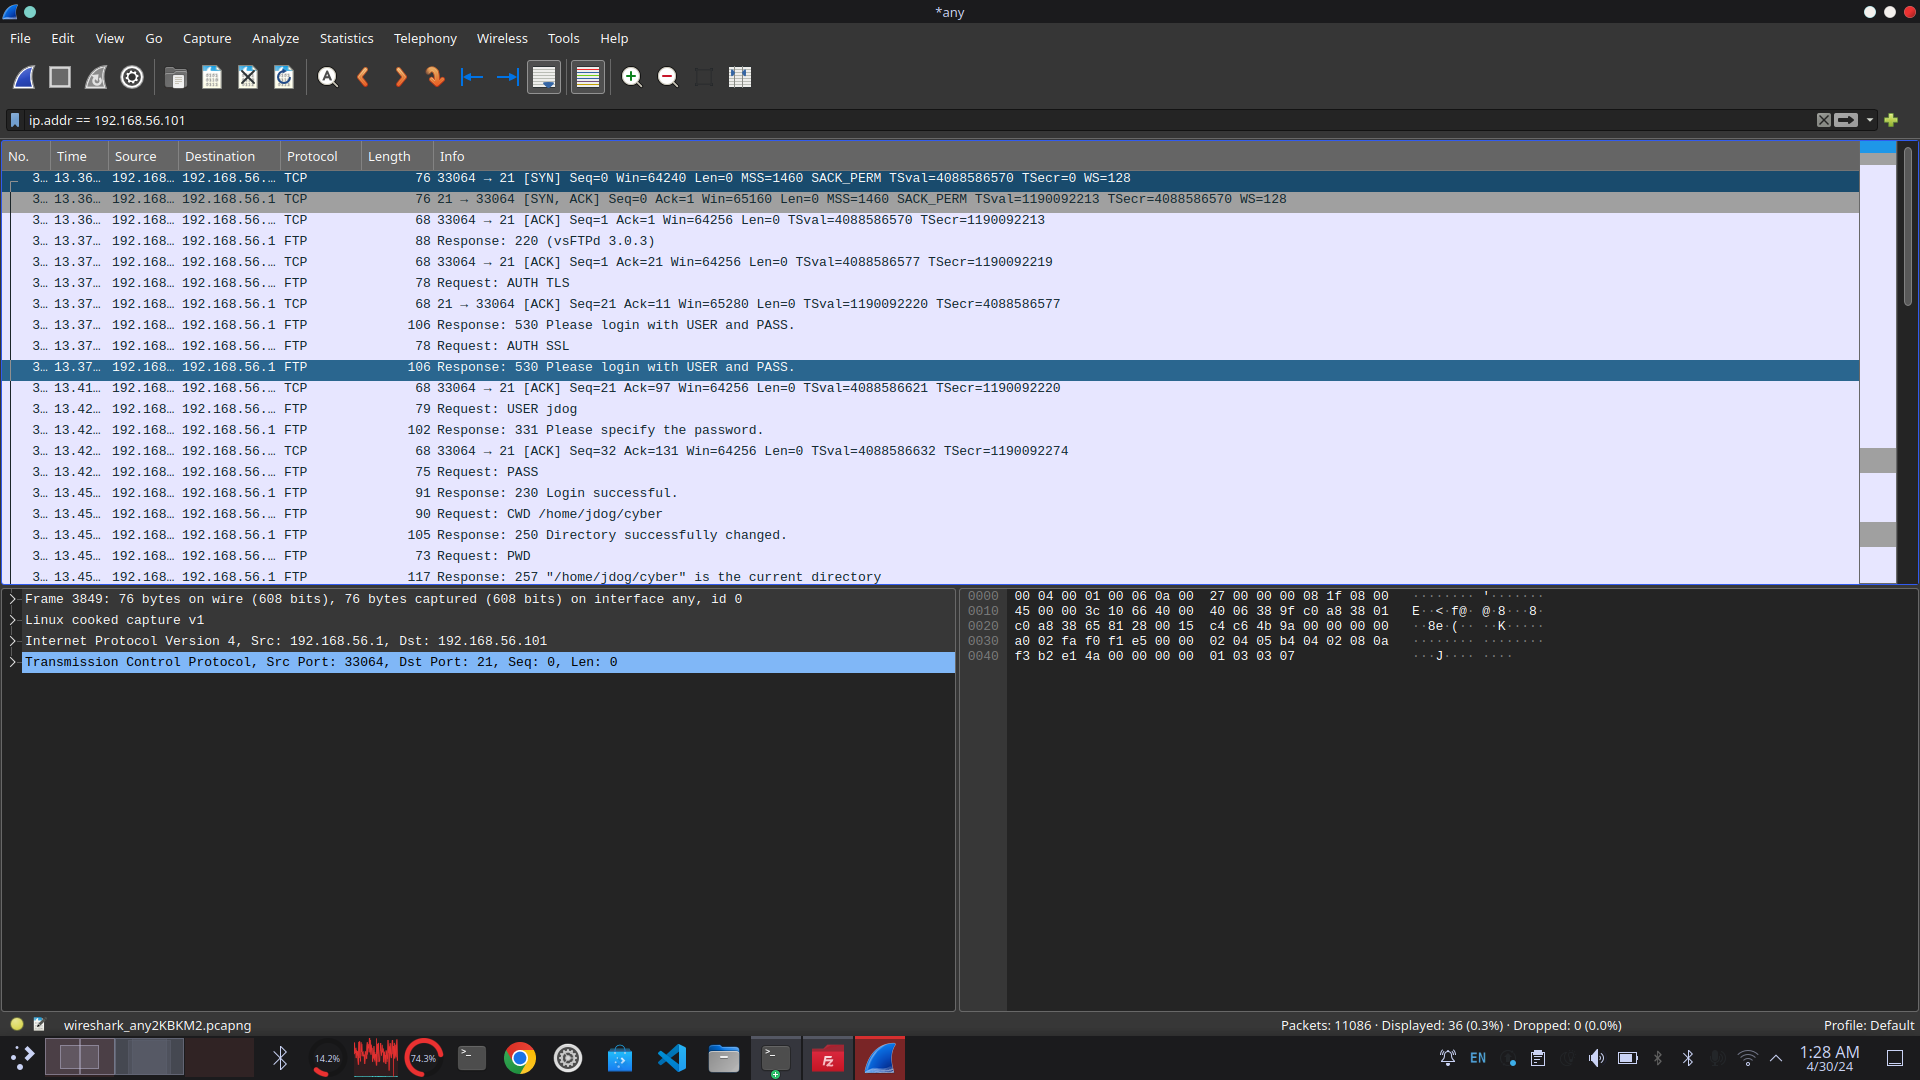 *any
File Edit View Go Capture Analyze Statistics Telephony Wireless Tools Help
ip.addr == 192.168.56.101
No. Time Source Destination Protocol Length Info
3… 13.36… 192.168… 192.168.56.… TCP 76 33064 → 21 [SYN] Seq=0 Win=64240 Len=0 MSS=1460 SACK_PERM TSval=4088586570 TSecr=0 WS=128
3… 13.36… 192.168… 192.168.56.1 TCP 76 21 → 33064 [SYN, ACK] Seq=0 Ack=1 Win=65160 Len=0 MSS=1460 SACK_PERM TSval=1190092213 TSecr=4088586570 WS=128
3… 13.36… 192.168… 192.168.56.… TCP 68 33064 → 21 [ACK] Seq=1 Ack=1 Win=64256 Len=0 TSval=4088586570 TSecr=1190092213
3… 13.37… 192.168… 192.168.56.1 FTP 88 Response: 220 (vsFTPd 3.0.3)
3… 13.37… 192.168… 192.168.56.… TCP 68 33064 → 21 [ACK] Seq=1 Ack=21 Win=64256 Len=0 TSval=4088586577 TSecr=1190092219
3… 13.37… 192.168… 192.168.56.… FTP 78 Request: AUTH TLS
3… 13.37… 192.168… 192.168.56.1 TCP 68 21 → 33064 [ACK] Seq=21 Ack=11 Win=65280 Len=0 TSval=1190092220 TSecr=4088586577
3… 13.37… 192.168… 192.168.56.1 FTP 106 Response: 530 Please login with USER and PASS.
3… 13.37… 192.168… 192.168.56.… FTP 78 Request: AUTH SSL
3… 13.37… 192.168… 192.168.56.1 FTP 106 Response: 530 Please login with USER and PASS.
3… 13.41… 192.168… 192.168.56.… TCP 68 33064 → 21 [ACK] Seq=21 Ack=97 Win=64256 Len=0 TSval=4088586621 TSecr=1190092220
3… 13.42… 192.168… 192.168.56.… FTP 79 Request: USER jdog
3… 13.42… 192.168… 192.168.56.1 FTP 102 Response: 331 Please specify the password.
3… 13.42… 192.168… 192.168.56.… TCP 68 33064 → 21 [ACK] Seq=32 Ack=131 Win=64256 Len=0 TSval=4088586632 TSecr=1190092274
3… 13.42… 192.168… 192.168.56.… FTP 75 Request: PASS
3… 13.45… 192.168… 192.168.56.1 FTP 91 Response: 230 Login successful.
3… 13.45… 192.168… 192.168.56.… FTP 90 Request: CWD /home/jdog/cyber
3… 13.45… 192.168… 192.168.56.1 FTP 105 Response: 250 Directory successfully changed.
3… 13.45… 192.168… 192.168.56.… FTP 73 Request: PWD
3… 13.45… 192.168… 192.168.56.1 FTP 117 Response: 257 "/home/jdog/cyber" is the current directory
Frame 3849: 76 bytes on wire (608 bits), 76 bytes captured (608 bits) on interface any, id 0
Linux cooked capture v1
Internet Protocol Version 4, Src: 192.168.56.1, Dst: 192.168.56.101
Transmission Control Protocol, Src Port: 33064, Dst Port: 21, Seq: 0, Len: 0
0000 00 04 00 01 00 06 0a 00 27 00 00 00 08 1f 08 00 ········ '·······
0010 45 00 00 3c 10 66 40 00 40 06 38 9f c0 a8 38 01 E··<·f@· @·8···8·
0020 c0 a8 38 65 81 28 00 15 c4 c6 4b 9a 00 00 00 00 ··8e·(·· ··K·····
0030 a0 02 fa f0 f1 e5 00 00 02 04 05 b4 04 02 08 0a ········ ········
0040 f3 b2 e1 4a 00 00 00 00 01 03 03 07 ···J···· ····
wireshark_any2KBKM2.pcapng
Packets: 11086 · Displayed: 36 (0.3%) · Dropped: 0 (0.0%)
Profile: Default
14.2%
74.3%
EN
1:28 AM
4/30/24